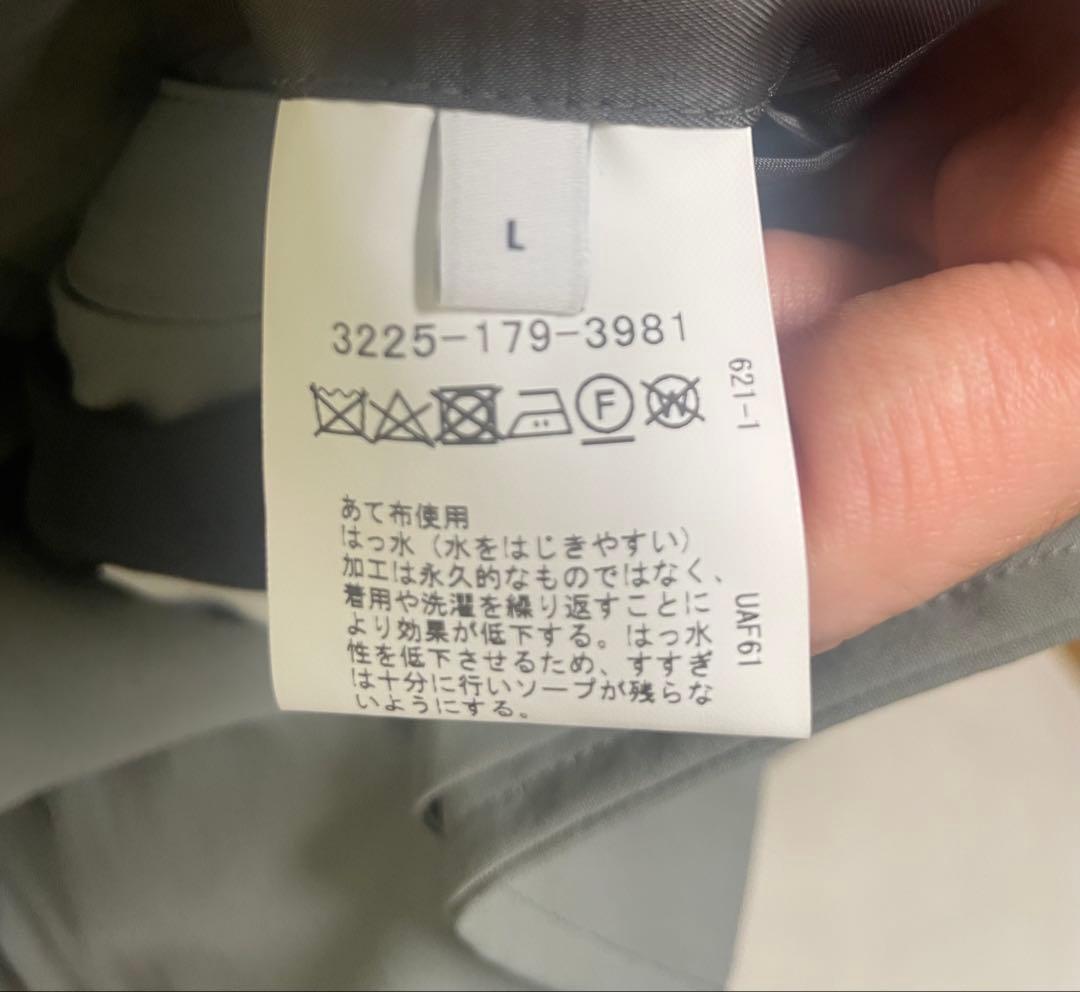 L
3225-179-3981
F W
621-1
あて布使用
はっ水（水をはじきやすい）
加工は永久的なものではなく、
着用や洗濯を繰り返すことに
より効果が低下する。はっ水
性を低下させるため、すすぎ
は十分に行いソープが残らな
いようにする。
UAF61